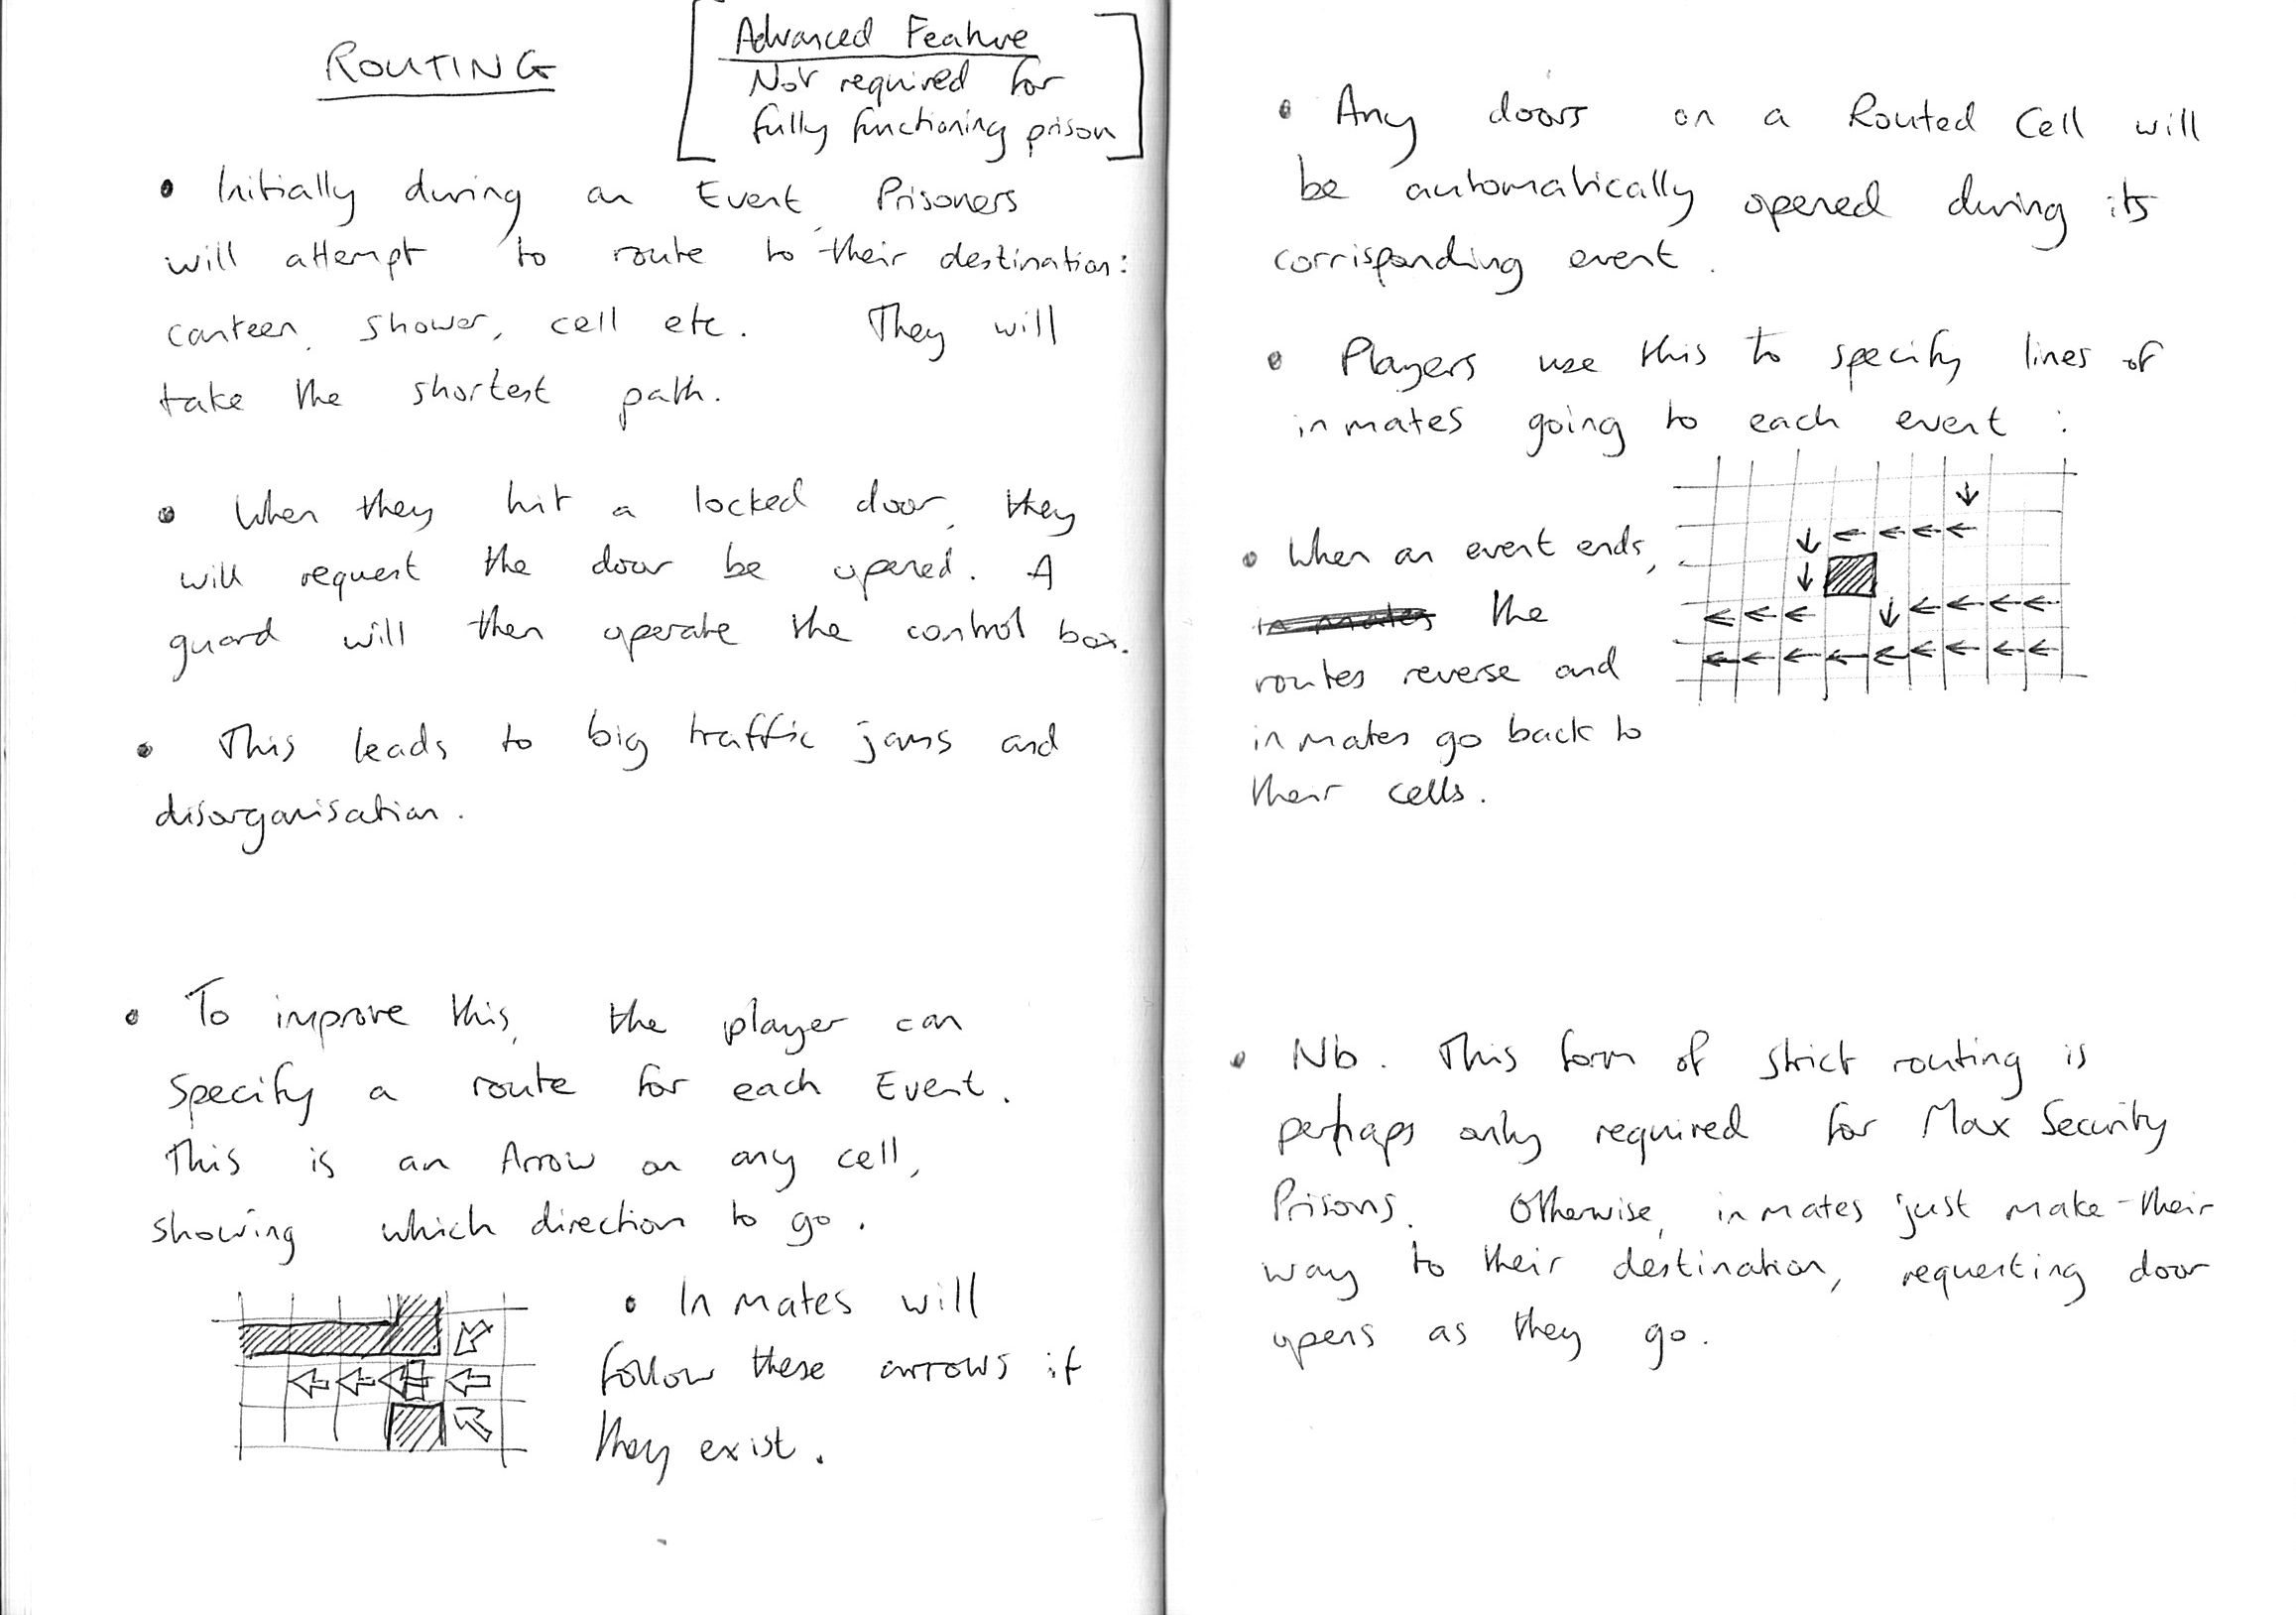 ROUTING
Advanced Feature
Not required for
fully functioning prison
• Initially during an Event, Prisoners
will attempt to route to their destination:
canteen, shower, cell etc. They will
take the shortest path.
• When they hit a locked door, they
will request the door be opened. A
guard will then operate the control box.
• This leads to big traffic jams and
disorganisation.
• To improve this, the player can
specify a route for each Event.
This is an Arrow on any cell,
showing which direction to go.
• Inmates will
follow these arrows if
they exist.
• Any doors on a Routed Cell will
be automatically opened during its
corrisponding event.
• Players use this to specify lines of
inmates going to each event:
• When an event ends,
inmates the
routes reverse and
inmates go back to
their cells.
• Nb. This form of strict routing is
perhaps only required for Max Security
Prisons. Otherwise, inmates just make their
way to their destination, requesting door
opens as they go.